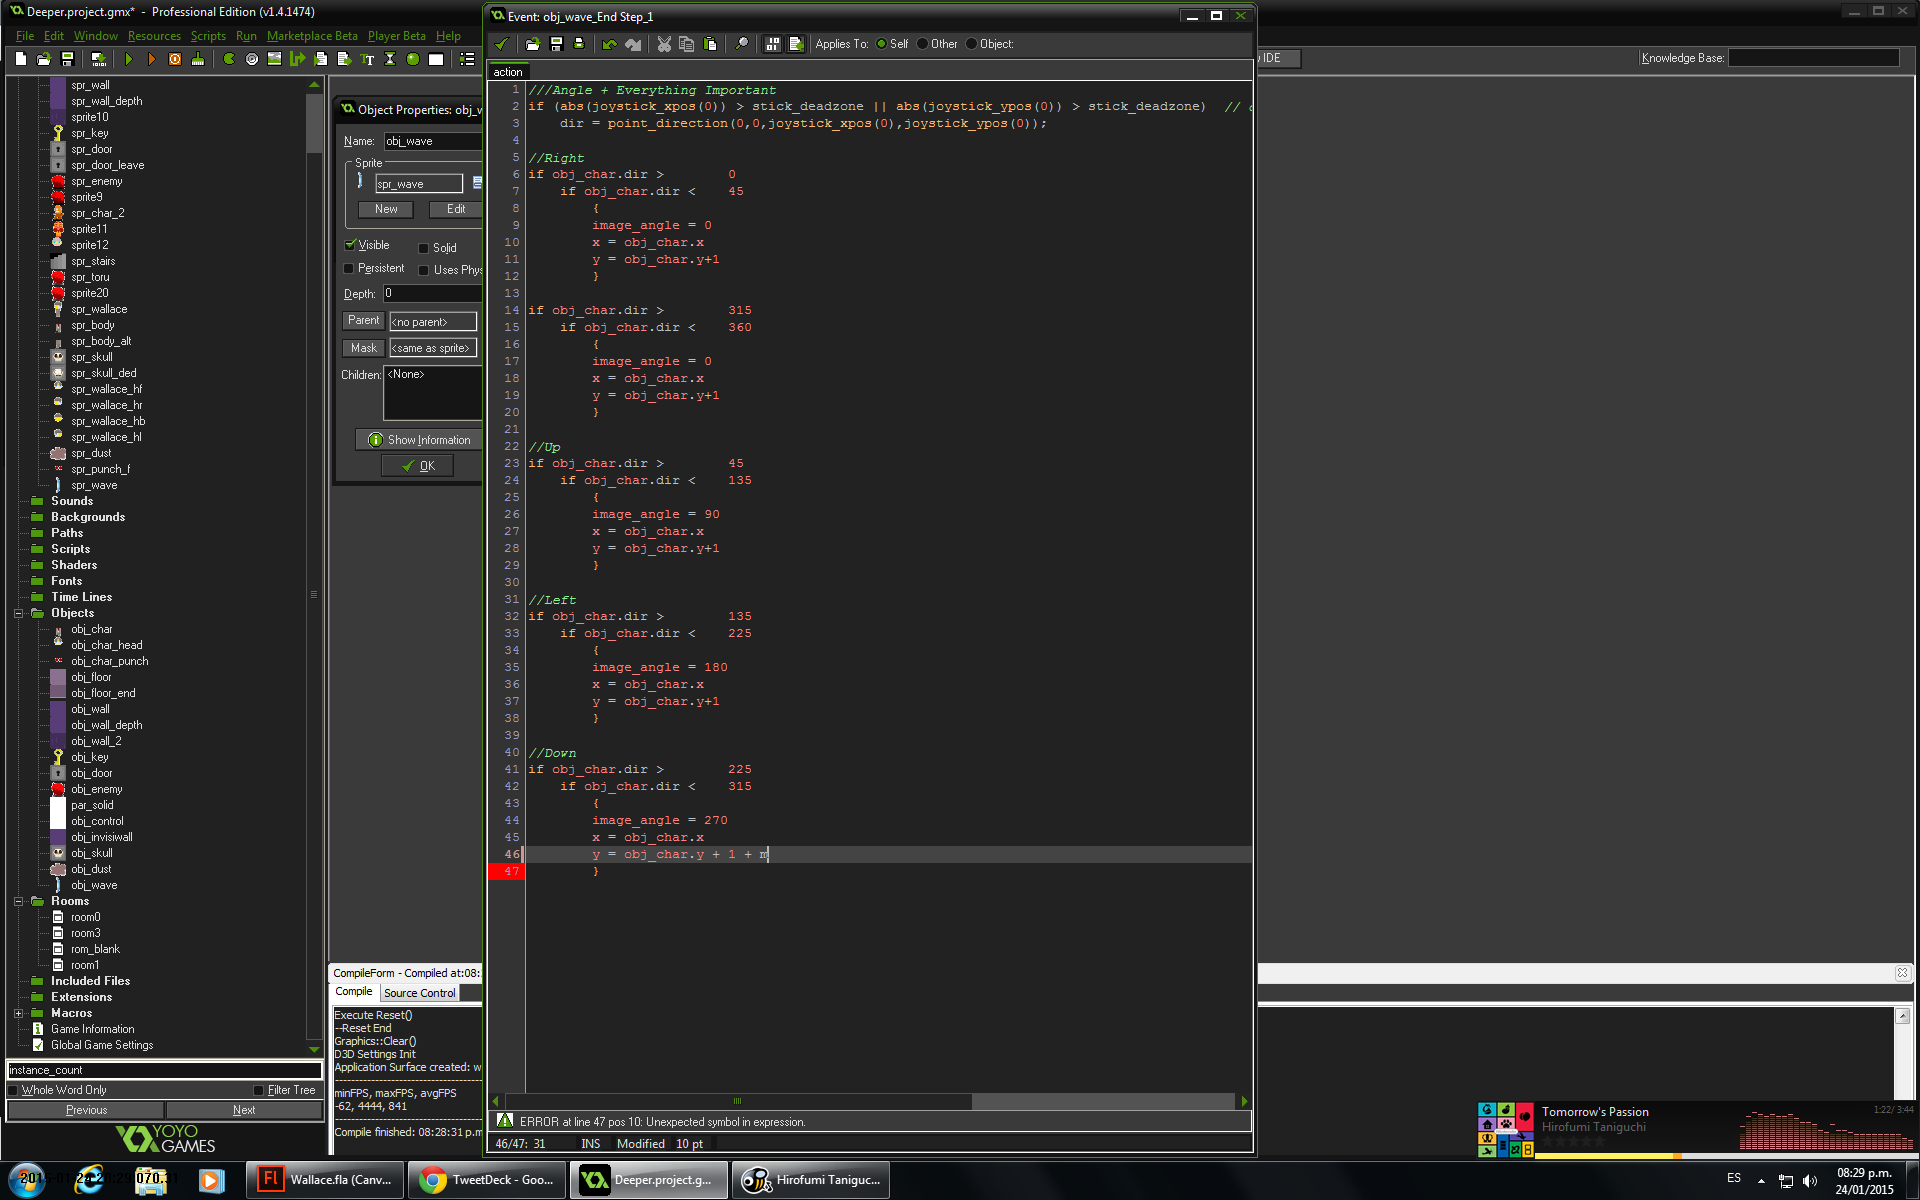 Deeper.project.gmx* - Professional Edition (v1.4.1474)
File Edit Window Resources Scripts Run Marketplace Beta Player Beta Help
IDE
Knowledge Base:
spr_wall
spr_wall_depth
sprite10
spr_key
spr_door
spr_door_leave
spr_enemy
sprite9
spr_char_2
sprite11
sprite12
spr_stairs
spr_toru
sprite20
spr_wallace
spr_body
spr_body_alt
spr_skull
spr_skull_ded
spr_wallace_hf
spr_wallace_hr
spr_wallace_hb
spr_wallace_hl
spr_dust
spr_punch_f
spr_wave
Sounds
Backgrounds
Paths
Scripts
Shaders
Fonts
Time Lines
Objects
obj_char
obj_char_head
obj_char_punch
obj_floor
obj_floor_end
obj_wall
obj_wall_depth
obj_wall_2
obj_key
obj_door
obj_enemy
par_solid
obj_control
obj_invisiwall
obj_skull
obj_dust
obj_wave
Rooms
room0
room3
rom_blank
room1
Included Files
Extensions
Macros
Game Information
Global Game Settings
instance_count
Whole Word Only Filter Tree
Previous Next
YOYO GAMES
Object Properties: obj_w
Name: obj_wave
Sprite
spr_wave
New Edit
Visible Solid
Persistent Uses Phys
Depth: 0
Parent <no parent>
Mask <same as sprite>
Children: <None>
Show Information
OK
CompileForm - Compiled at:08:
Compile Source Control
Execute Reset()
--Reset End
Graphics::Clear()
D3D Settings Init
Application Surface created: w
minFPS, maxFPS, avgFPS
-62, 4444, 841
Compile finished: 08:28:31 p.m
Event: obj_wave_End Step_1
Applies To: Self Other Object:
action
1 ///Angle + Everything Important
2 if (abs(joystick_xpos(0)) > stick_deadzone || abs(joystick_ypos(0)) > stick_deadzone) //
3 dir = point_direction(0,0,joystick_xpos(0),joystick_ypos(0));
4
5 //Right
6 if obj_char.dir > 0
7 if obj_char.dir < 45
8 {
9 image_angle = 0
10 x = obj_char.x
11 y = obj_char.y+1
12 }
13
14 if obj_char.dir > 315
15 if obj_char.dir < 360
16 {
17 image_angle = 0
18 x = obj_char.x
19 y = obj_char.y+1
20 }
21
22 //Up
23 if obj_char.dir > 45
24 if obj_char.dir < 135
25 {
26 image_angle = 90
27 x = obj_char.x
28 y = obj_char.y+1
29 }
30
31 //Left
32 if obj_char.dir > 135
33 if obj_char.dir < 225
34 {
35 image_angle = 180
36 x = obj_char.x
37 y = obj_char.y+1
38 }
39
40 //Down
41 if obj_char.dir > 225
42 if obj_char.dir < 315
43 {
44 image_angle = 270
45 x = obj_char.x
46 y = obj_char.y + 1 + m
47 }
ERROR at line 47 pos 10: Unexpected symbol in expression.
46/47: 31 INS Modified 10 pt
Tomorrow's Passion 1:22/ 3:44
Hirofumi Taniguchi
Wallace.fla (Canv...
TweetDeck - Goo...
Deeper.project.g...
Hirofumi Taniguc...
ES
08:29 p.m.
24/01/2015